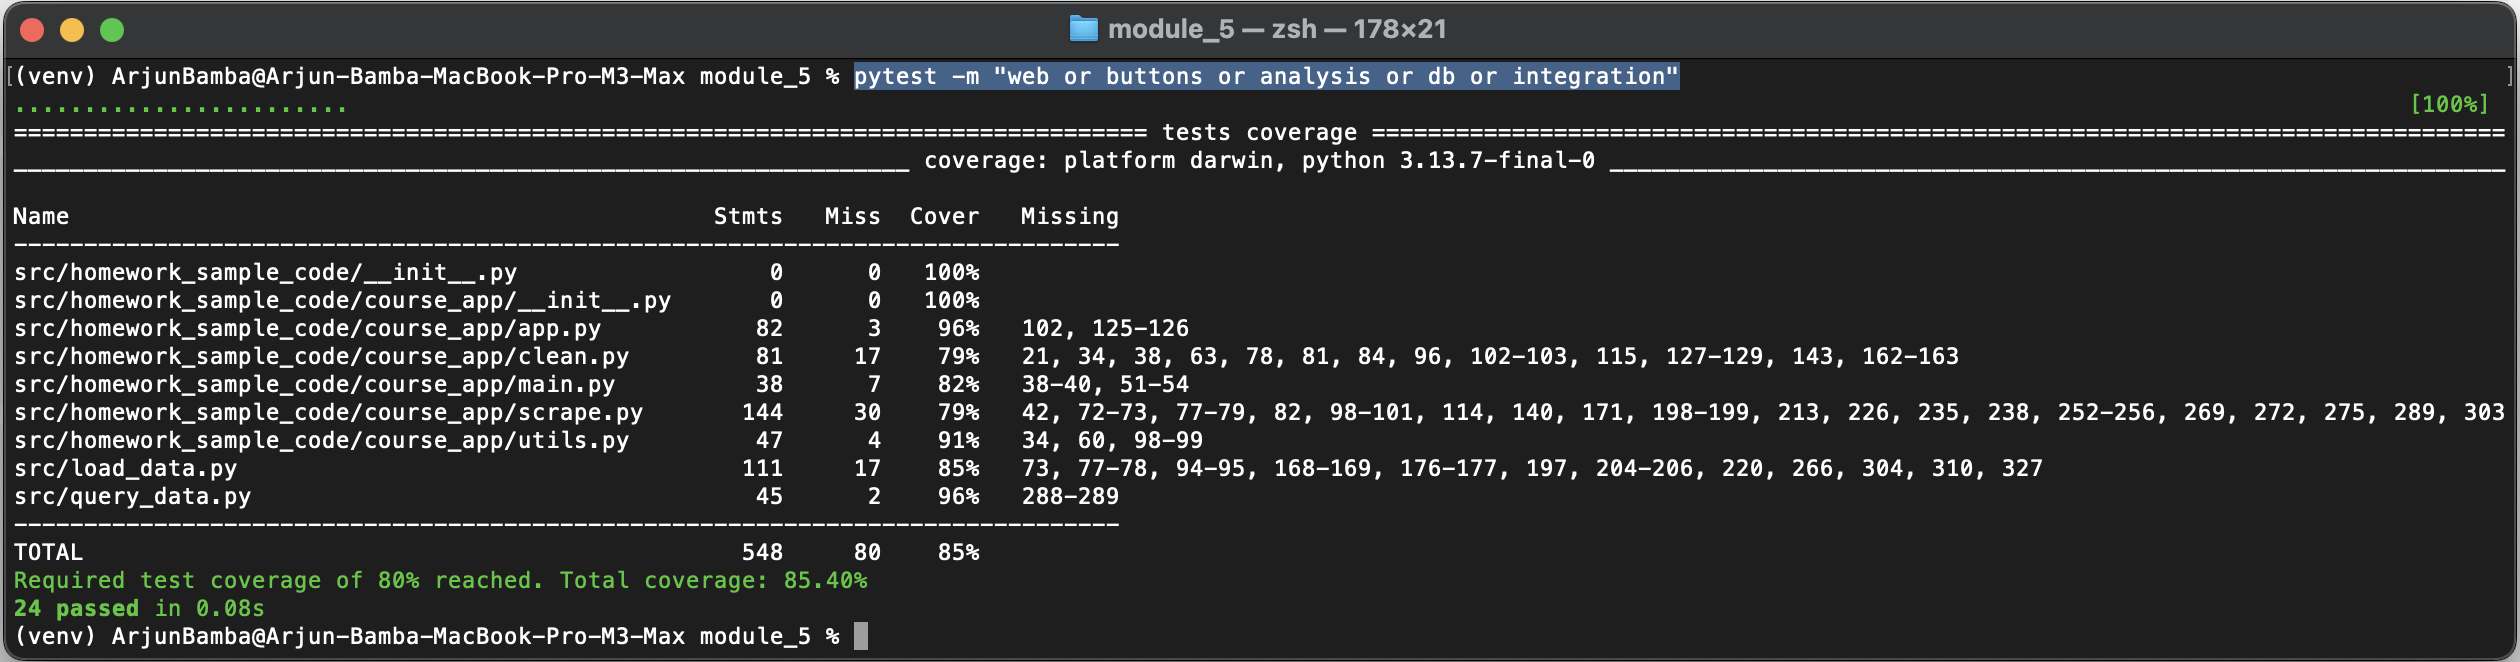 module_5 — zsh — 178×21
[(venv) ArjunBamba@Arjun-Bamba-MacBook-Pro-M3-Max module_5 % pytest -m "web or buttons or analysis or db or integration" ]
........................ [100%]
================================================================================= tests coverage =================================================================================
________________________________________________________________ coverage: platform darwin, python 3.13.7-final-0 ________________________________________________________________
Name                                              Stmts   Miss  Cover   Missing
-------------------------------------------------------------------------------
src/homework_sample_code/__init__.py                  0      0   100%
src/homework_sample_code/course_app/__init__.py       0      0   100%
src/homework_sample_code/course_app/app.py           82      3    96%   102, 125-126
src/homework_sample_code/course_app/clean.py         81     17    79%   21, 34, 38, 63, 78, 81, 84, 96, 102-103, 115, 127-129, 143, 162-163
src/homework_sample_code/course_app/main.py          38      7    82%   38-40, 51-54
src/homework_sample_code/course_app/scrape.py       144     30    79%   42, 72-73, 77-79, 82, 98-101, 114, 140, 171, 198-199, 213, 226, 235, 238, 252-256, 269, 272, 275, 289, 303
src/homework_sample_code/course_app/utils.py         47      4    91%   34, 60, 98-99
src/load_data.py                                    111     17    85%   73, 77-78, 94-95, 168-169, 176-177, 197, 204-206, 220, 266, 304, 310, 327
src/query_data.py                                    45      2    96%   288-289
-------------------------------------------------------------------------------
TOTAL                                               548     80    85%
Required test coverage of 80% reached. Total coverage: 85.40%
24 passed in 0.08s
(venv) ArjunBamba@Arjun-Bamba-MacBook-Pro-M3-Max module_5 %